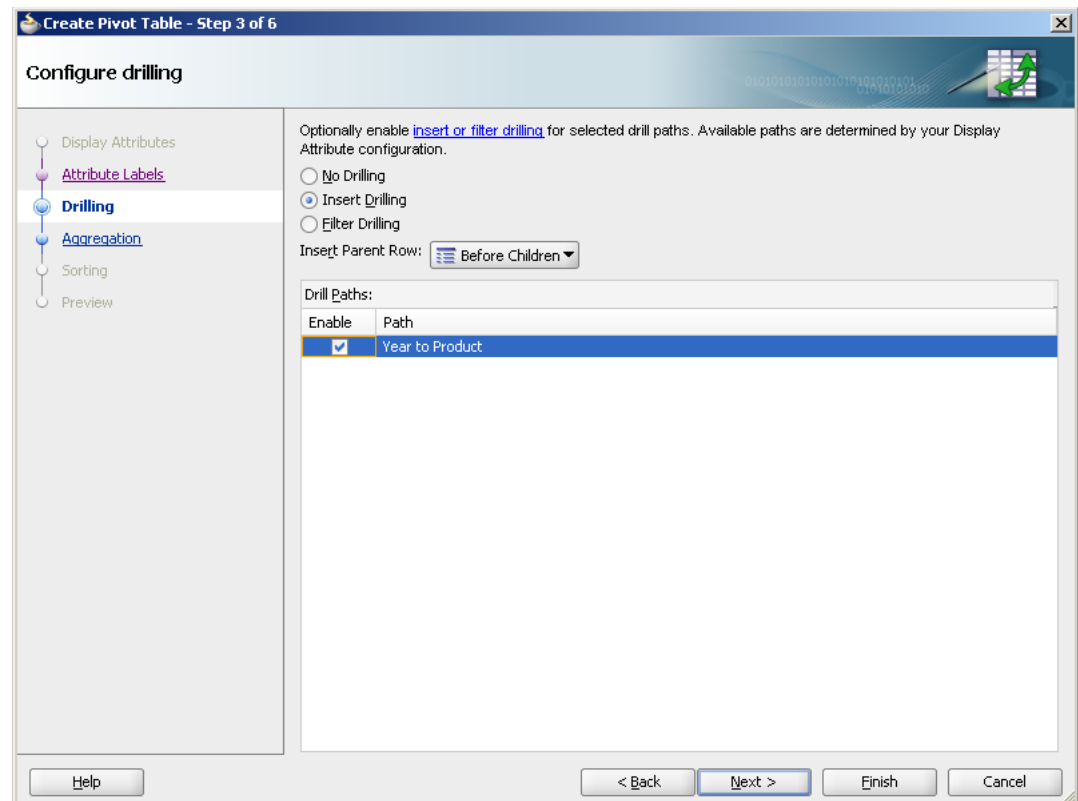 Create Pivot Table - Step 3 of 6
Configure drilling
Display Attributes
Attribute Labels
Drilling
Aggregation
Sorting
Preview
Optionally enable insert or filter drilling for selected drill paths. Available paths are determined by your Display
Attribute configuration.
No Drilling
Insert Drilling
Filter Drilling
Insert Parent Row: Before Children
Drill Paths:
Enable Path
Year to Product
Help < Back Next > Finish Cancel